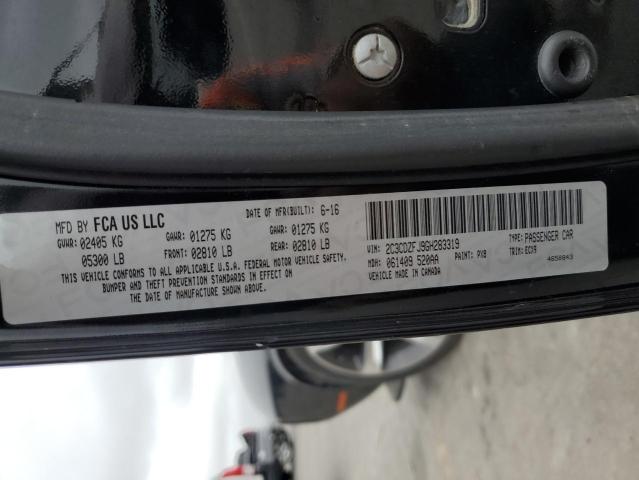 MFD BY FCA US LLC DATE OF MFR(BUILT): 6-16
GVWR: 02405 KG GAWR: 01275 KG GAWR: 01275 KG
05300 LB FRONT: 02810 LB REAR: 02810 LB
THIS VEHICLE CONFORMS TO ALL APPLICABLE U.S.A. FEDERAL MOTOR VEHICLE SAFETY,
BUMPER AND THEFT PREVENTION STANDARDS IN EFFECT ON
THE DATE OF MANUFACTURE SHOWN ABOVE.
VIN: 2C3CDZFJ9GH283319 TYPE: PASSENGER CAR
MDH: 061409 520AA PAINT: PX8 TRIM: ECX9
VEHICLE MADE IN CANADA 4658843